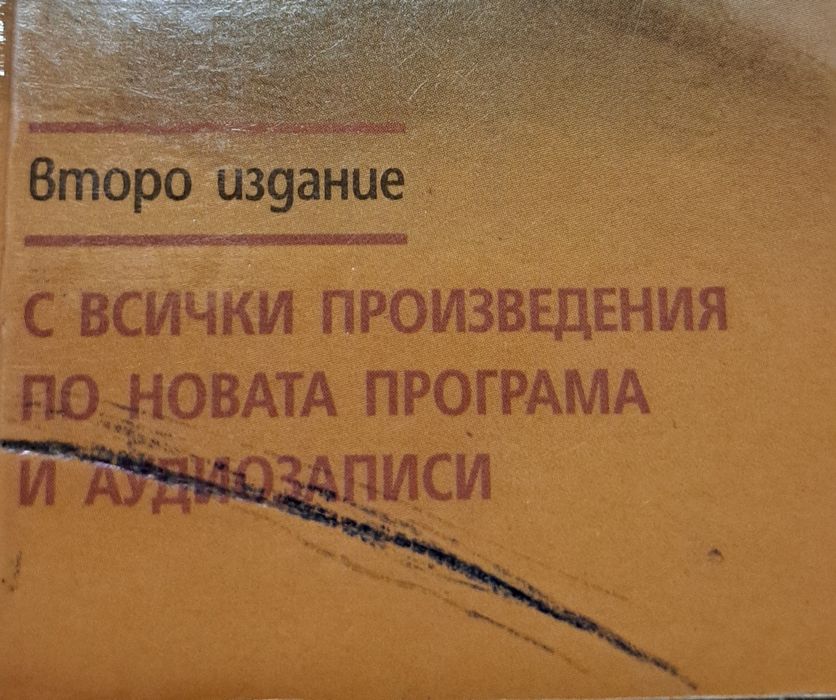 второ издание
С ВСИЧКИ ПРОИЗВЕДЕНИЯ
ПО НОВАТА ПРОГРАМА
И АУДИОЗАПИСИ